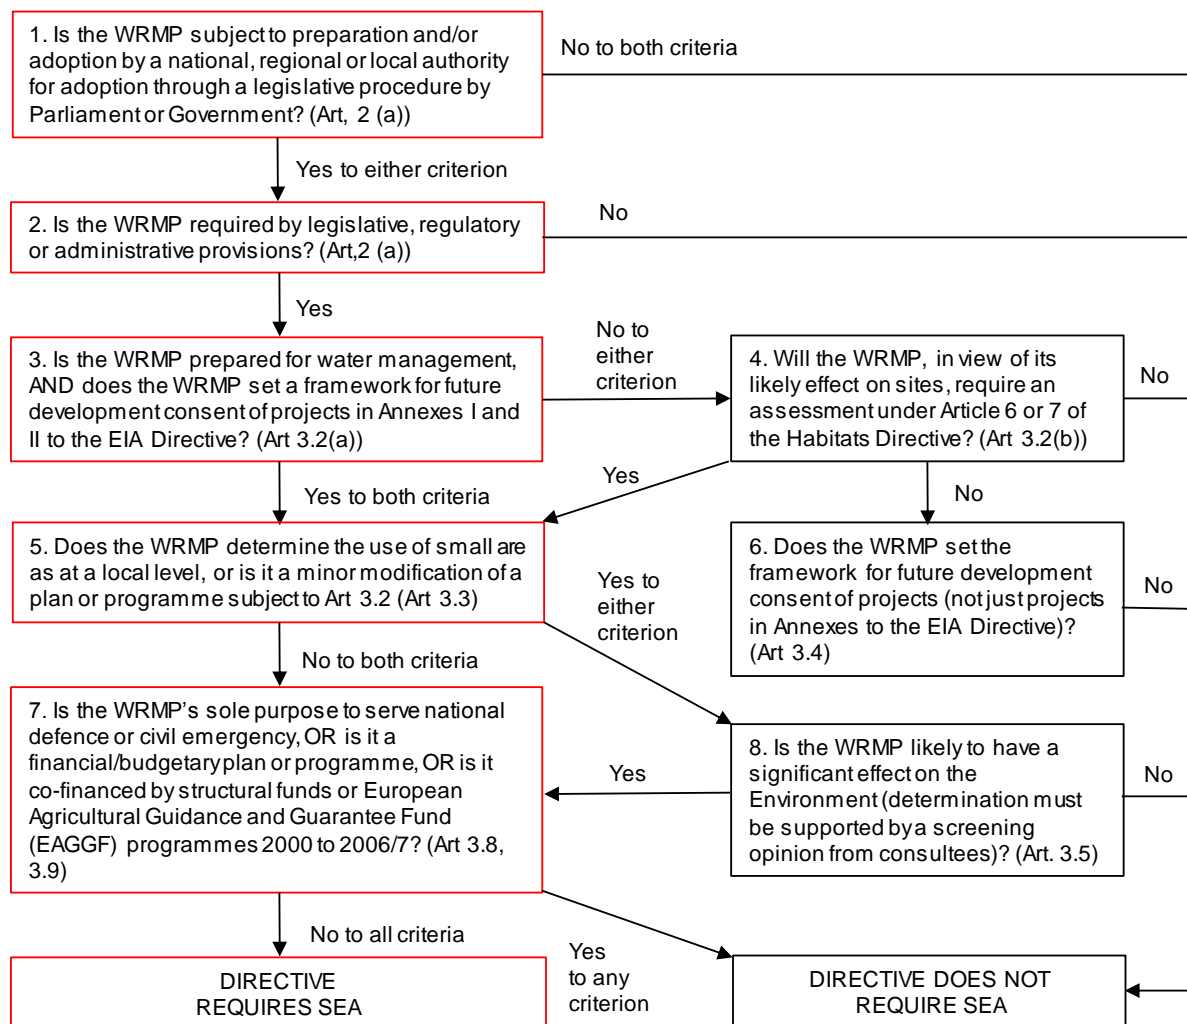 1. Is the WRMP subject to preparation and/or
adoption by a national, regional or local authority
for adoption through a legislative procedure by
Parliament or Government? (Art, 2 (a))
No to both criteria
Yes to either criterion
2. Is the WRMP required by legislative, regulatory
or administrative provisions? (Art,2 (a))
No
Yes
3. Is the WRMP prepared for water management,
AND does the WRMP set a framework for future
development consent of projects in Annexes I and
II to the EIA Directive? (Art 3.2(a))
No to
either
criterion
4. Will the WRMP, in view of its
likely effect on sites, require an
assessment under Article 6 or 7 of
the Habitats Directive? (Art 3.2(b))
No
Yes to both criteria
Yes
No
5. Does the WRMP determine the use of small are
as at a local level, or is it a minor modification of a
plan or programme subject to Art 3.2 (Art 3.3)
Yes to
either
criterion
6. Does the WRMP set the
framework for future development
consent of projects (not just projects
in Annexes to the EIA Directive)?
(Art 3.4)
No
No to both criteria
7. Is the WRMP’s sole purpose to serve national
defence or civil emergency, OR is it a
financial/budgetary plan or programme, OR is it
co-financed by structural funds or European
Agricultural Guidance and Guarantee Fund
(EAGGF) programmes 2000 to 2006/7? (Art 3.8,
3.9)
Yes
8. Is the WRMP likely to have a
significant effect on the
Environment (determination must
be supported by a screening
opinion from consultees)? (Art. 3.5)
No
No to all criteria
Yes
to any
criterion
DIRECTIVE
REQUIRES SEA
DIRECTIVE DOES NOT
REQUIRE SEA